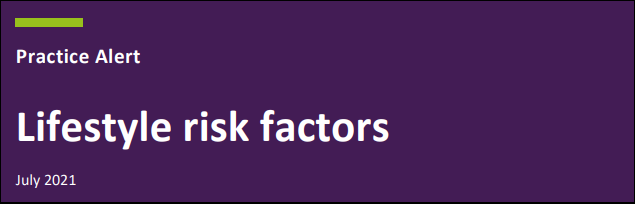 Practice Alert
Lifestyle risk factors
July 2021